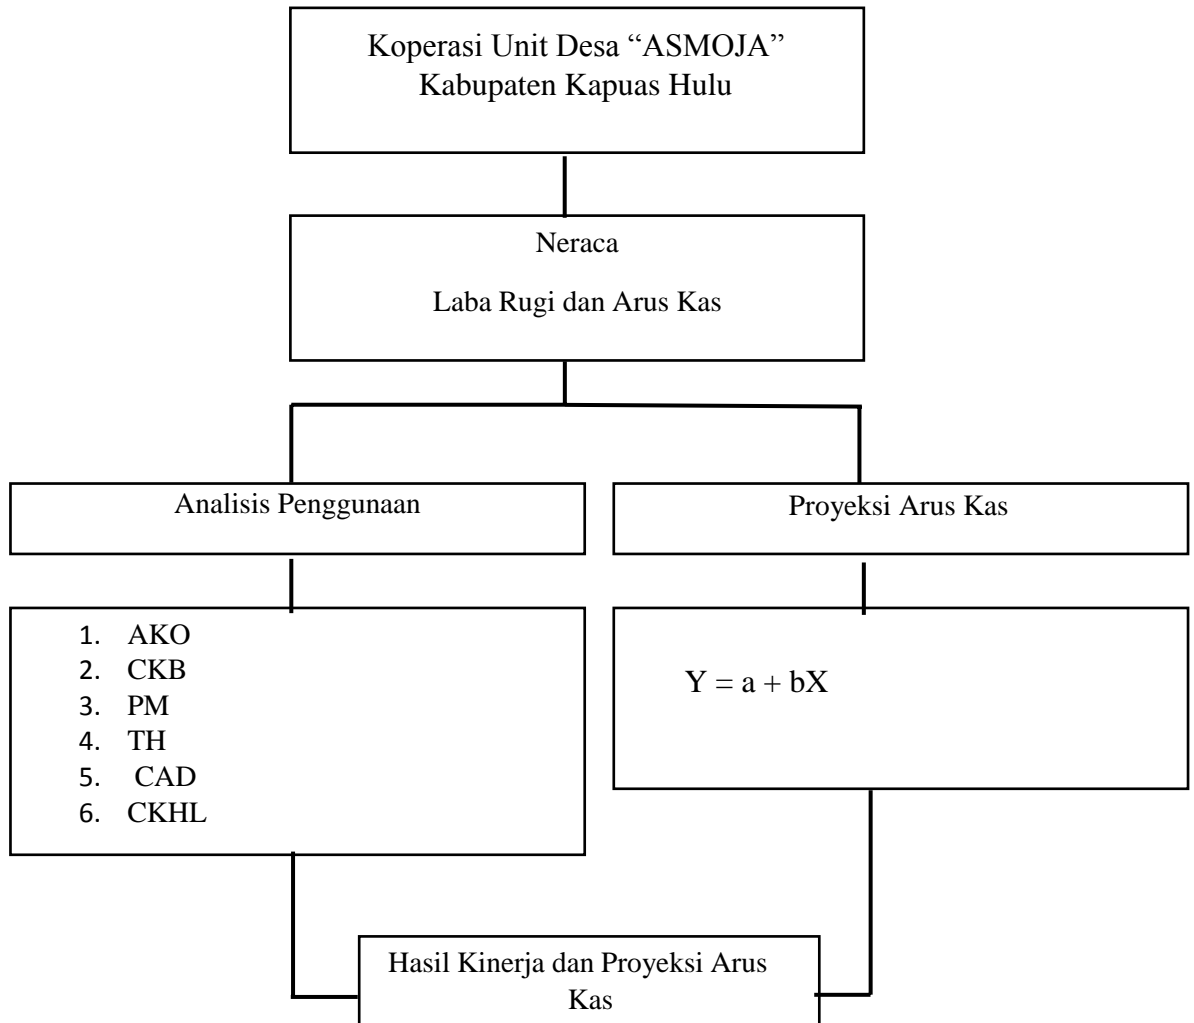 Koperasi Unit Desa “ASMOJA”
Kabupaten Kapuas Hulu
Neraca
Laba Rugi dan Arus Kas
Analisis Penggunaan
Proyeksi Arus Kas
1. AKO
2. CKB
3. PM
4. TH
5. CAD
6. CKHL
Y = a + bX
Hasil Kinerja dan Proyeksi Arus
Kas